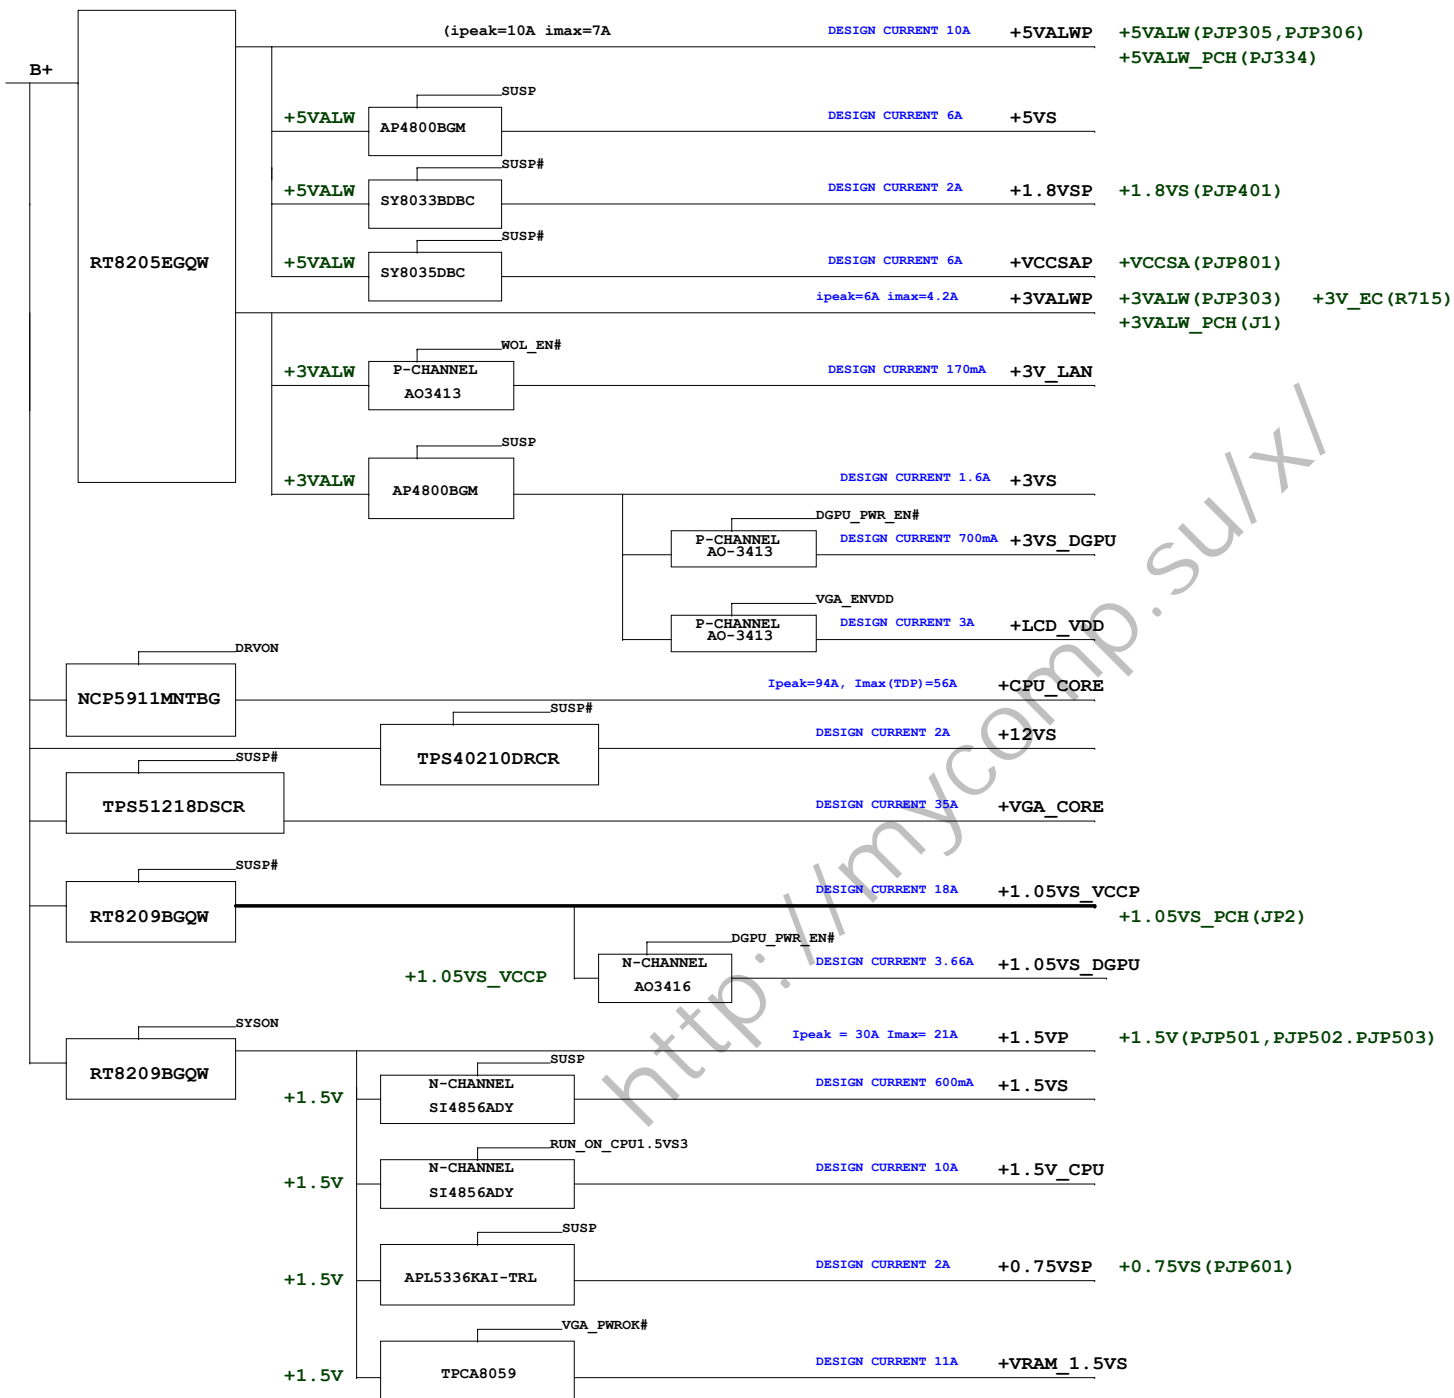 (ipeak=10A imax=7A DESIGN CURRENT 10A +5VALWP +5VALW(PJP305,PJP306)
+5VALW_PCH(PJ334)
B+
SUSP
+5VALW AP4800BGM DESIGN CURRENT 6A +5VS
SUSP#
+5VALW SY8033BDBC DESIGN CURRENT 2A +1.8VSP +1.8VS(PJP401)
SUSP#
RT8205EGQW +5VALW SY8035DBC DESIGN CURRENT 6A +VCCSAP +VCCSA(PJP801)
ipeak=6A imax=4.2A +3VALWP +3VALW(PJP303) +3V_EC(R715)
+3VALW_PCH(J1)
WOL_EN#
+3VALW P-CHANNEL DESIGN CURRENT 170mA +3V_LAN
AO3413
SUSP
+3VALW AP4800BGM DESIGN CURRENT 1.6A +3VS
DGPU_PWR_EN#
P-CHANNEL DESIGN CURRENT 700mA +3VS_DGPU
AO-3413
VGA_ENVDD
P-CHANNEL DESIGN CURRENT 3A +LCD_VDD
AO-3413
DRVON
NCP5911MNTBG Ipeak=94A, Imax(TDP)=56A +CPU_CORE
SUSP#
TPS40210DRCR DESIGN CURRENT 2A +12VS
SUSP#
TPS51218DSCR DESIGN CURRENT 35A +VGA_CORE
SUSP#
RT8209BGQW DESIGN CURRENT 18A +1.05VS_VCCP
+1.05VS_PCH(JP2)
DGPU_PWR_EN#
+1.05VS_VCCP N-CHANNEL DESIGN CURRENT 3.66A +1.05VS_DGPU
AO3416
SYSON
RT8209BGQW Ipeak = 30A Imax= 21A +1.5VP +1.5V(PJP501,PJP502.PJP503)
SUSP
+1.5V N-CHANNEL DESIGN CURRENT 600mA +1.5VS
SI4856ADY
RUN_ON_CPU1.5VS3
+1.5V N-CHANNEL DESIGN CURRENT 10A +1.5V_CPU
SI4856ADY
SUSP
+1.5V APL5336KAI-TRL DESIGN CURRENT 2A +0.75VSP +0.75VS(PJP601)
VGA_PWROK#
+1.5V TPCA8059 DESIGN CURRENT 11A +VRAM_1.5VS
http://mycomp.su/x/